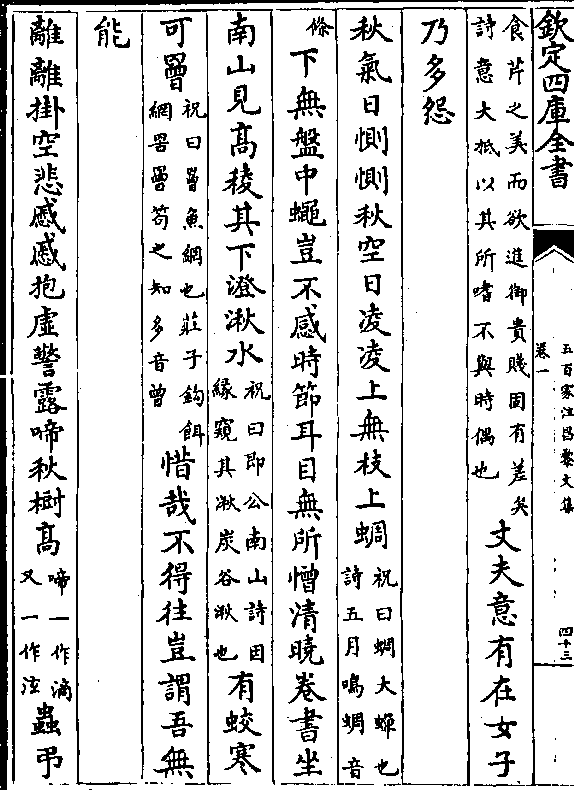 欽定四庫全書
五百家注昌黎文集
卷一
四十三
食芹之美而欲進御貴賤固有差矣
詩意大抵以其所嗜不與時偶也
丈夫意有在女子
乃多怨
秋氣日惻惻秋空日凌凌上無枝上蜩
祝曰蜩大蟬也
詩五月鳴蜩音
條
下無盤中蠅豈不感時節耳目無所憎清曉卷書坐
南山見高稜其下澄湫水
祝曰即公南山詩因
緣窺其湫炭谷湫也
有蛟寒
可罾
祝曰罾魚網也莊子鉤餌
網罟罾笱之知多音曾
惜哉不得往豈謂吾無
能
離離掛空悲慼慼抱虛警露啼秋樹高
啼一作滴
又一作泣
蟲弔